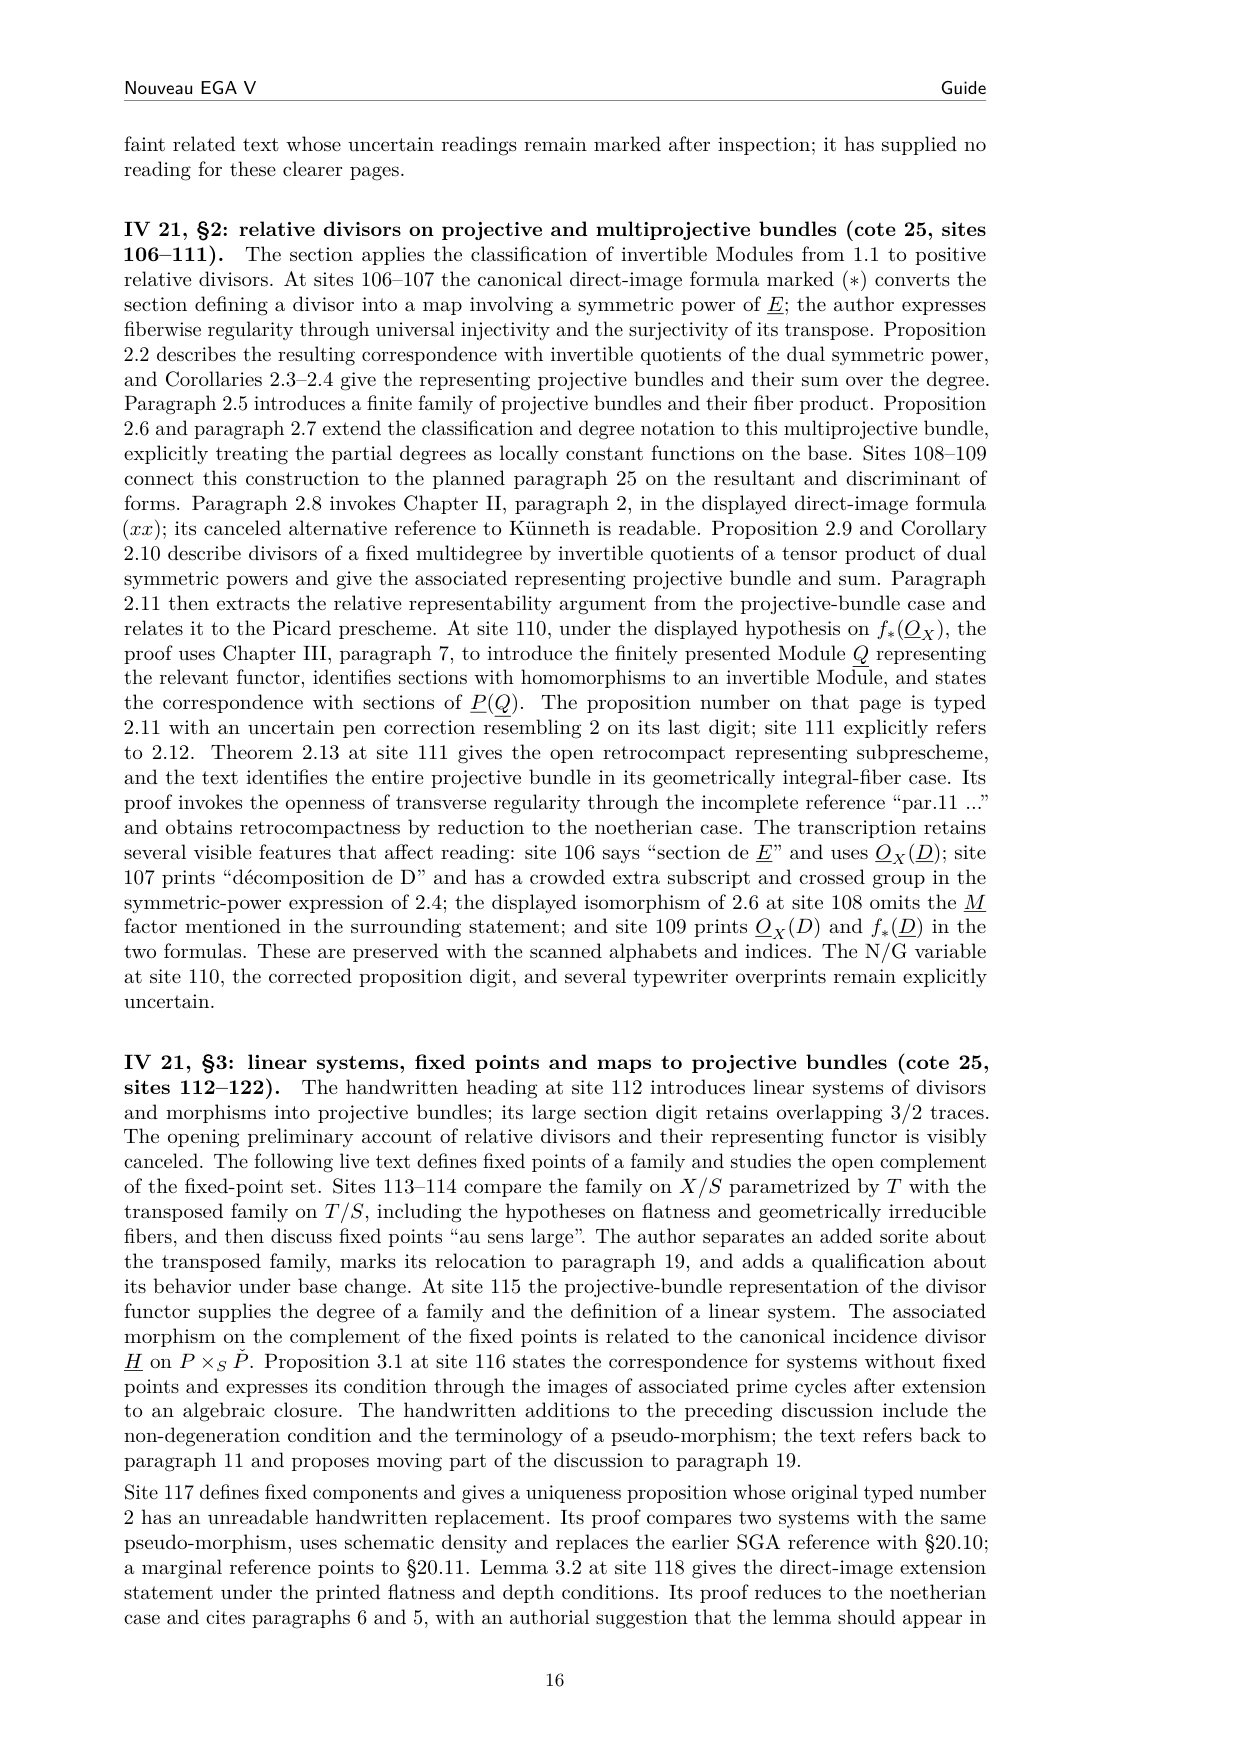 Nouveau EGA V Guide
faint related text whose uncertain readings remain marked after inspection; it has supplied no
reading for these clearer pages.
IV 21, §2: relative divisors on projective and multiprojective bundles (cote 25, sites
106–111). The section applies the classification of invertible Modules from 1.1 to positive
relative divisors. At sites 106–107 the canonical direct-image formula marked (∗) converts the
section defining a divisor into a map involving a symmetric power of E; the author expresses
fiberwise regularity through universal injectivity and the surjectivity of its transpose. Proposition
2.2 describes the resulting correspondence with invertible quotients of the dual symmetric power,
and Corollaries 2.3–2.4 give the representing projective bundles and their sum over the degree.
Paragraph 2.5 introduces a finite family of projective bundles and their fiber product. Proposition
2.6 and paragraph 2.7 extend the classification and degree notation to this multiprojective bundle,
explicitly treating the partial degrees as locally constant functions on the base. Sites 108–109
connect this construction to the planned paragraph 25 on the resultant and discriminant of
forms. Paragraph 2.8 invokes Chapter II, paragraph 2, in the displayed direct-image formula
(xx); its canceled alternative reference to Künneth is readable. Proposition 2.9 and Corollary
2.10 describe divisors of a fixed multidegree by invertible quotients of a tensor product of dual
symmetric powers and give the associated representing projective bundle and sum. Paragraph
2.11 then extracts the relative representability argument from the projective-bundle case and
relates it to the Picard prescheme. At site 110, under the displayed hypothesis on f∗(O_X), the
proof uses Chapter III, paragraph 7, to introduce the finitely presented Module Q representing
the relevant functor, identifies sections with homomorphisms to an invertible Module, and states
the correspondence with sections of P(Q). The proposition number on that page is typed
2.11 with an uncertain pen correction resembling 2 on its last digit; site 111 explicitly refers
to 2.12. Theorem 2.13 at site 111 gives the open retrocompact representing subprescheme,
and the text identifies the entire projective bundle in its geometrically integral-fiber case. Its
proof invokes the openness of transverse regularity through the incomplete reference “par.11 ...”
and obtains retrocompactness by reduction to the noetherian case. The transcription retains
several visible features that affect reading: site 106 says “section de E” and uses O_X(D); site
107 prints “décomposition de D” and has a crowded extra subscript and crossed group in the
symmetric-power expression of 2.4; the displayed isomorphism of 2.6 at site 108 omits the M
factor mentioned in the surrounding statement; and site 109 prints O_X(D) and f∗(D) in the
two formulas. These are preserved with the scanned alphabets and indices. The N/G variable
at site 110, the corrected proposition digit, and several typewriter overprints remain explicitly
uncertain.
IV 21, §3: linear systems, fixed points and maps to projective bundles (cote 25,
sites 112–122). The handwritten heading at site 112 introduces linear systems of divisors
and morphisms into projective bundles; its large section digit retains overlapping 3/2 traces.
The opening preliminary account of relative divisors and their representing functor is visibly
canceled. The following live text defines fixed points of a family and studies the open complement
of the fixed-point set. Sites 113–114 compare the family on X/S parametrized by T with the
transposed family on T/S, including the hypotheses on flatness and geometrically irreducible
fibers, and then discuss fixed points “au sens large”. The author separates an added sorite about
the transposed family, marks its relocation to paragraph 19, and adds a qualification about
its behavior under base change. At site 115 the projective-bundle representation of the divisor
functor supplies the degree of a family and the definition of a linear system. The associated
morphism on the complement of the fixed points is related to the canonical incidence divisor
H on P ×_S P̌. Proposition 3.1 at site 116 states the correspondence for systems without fixed
points and expresses its condition through the images of associated prime cycles after extension
to an algebraic closure. The handwritten additions to the preceding discussion include the
non-degeneration condition and the terminology of a pseudo-morphism; the text refers back to
paragraph 11 and proposes moving part of the discussion to paragraph 19.
Site 117 defines fixed components and gives a uniqueness proposition whose original typed number
2 has an unreadable handwritten replacement. Its proof compares two systems with the same
pseudo-morphism, uses schematic density and replaces the earlier SGA reference with §20.10;
a marginal reference points to §20.11. Lemma 3.2 at site 118 gives the direct-image extension
statement under the printed flatness and depth conditions. Its proof reduces to the noetherian
case and cites paragraphs 6 and 5, with an authorial suggestion that the lemma should appear in
16